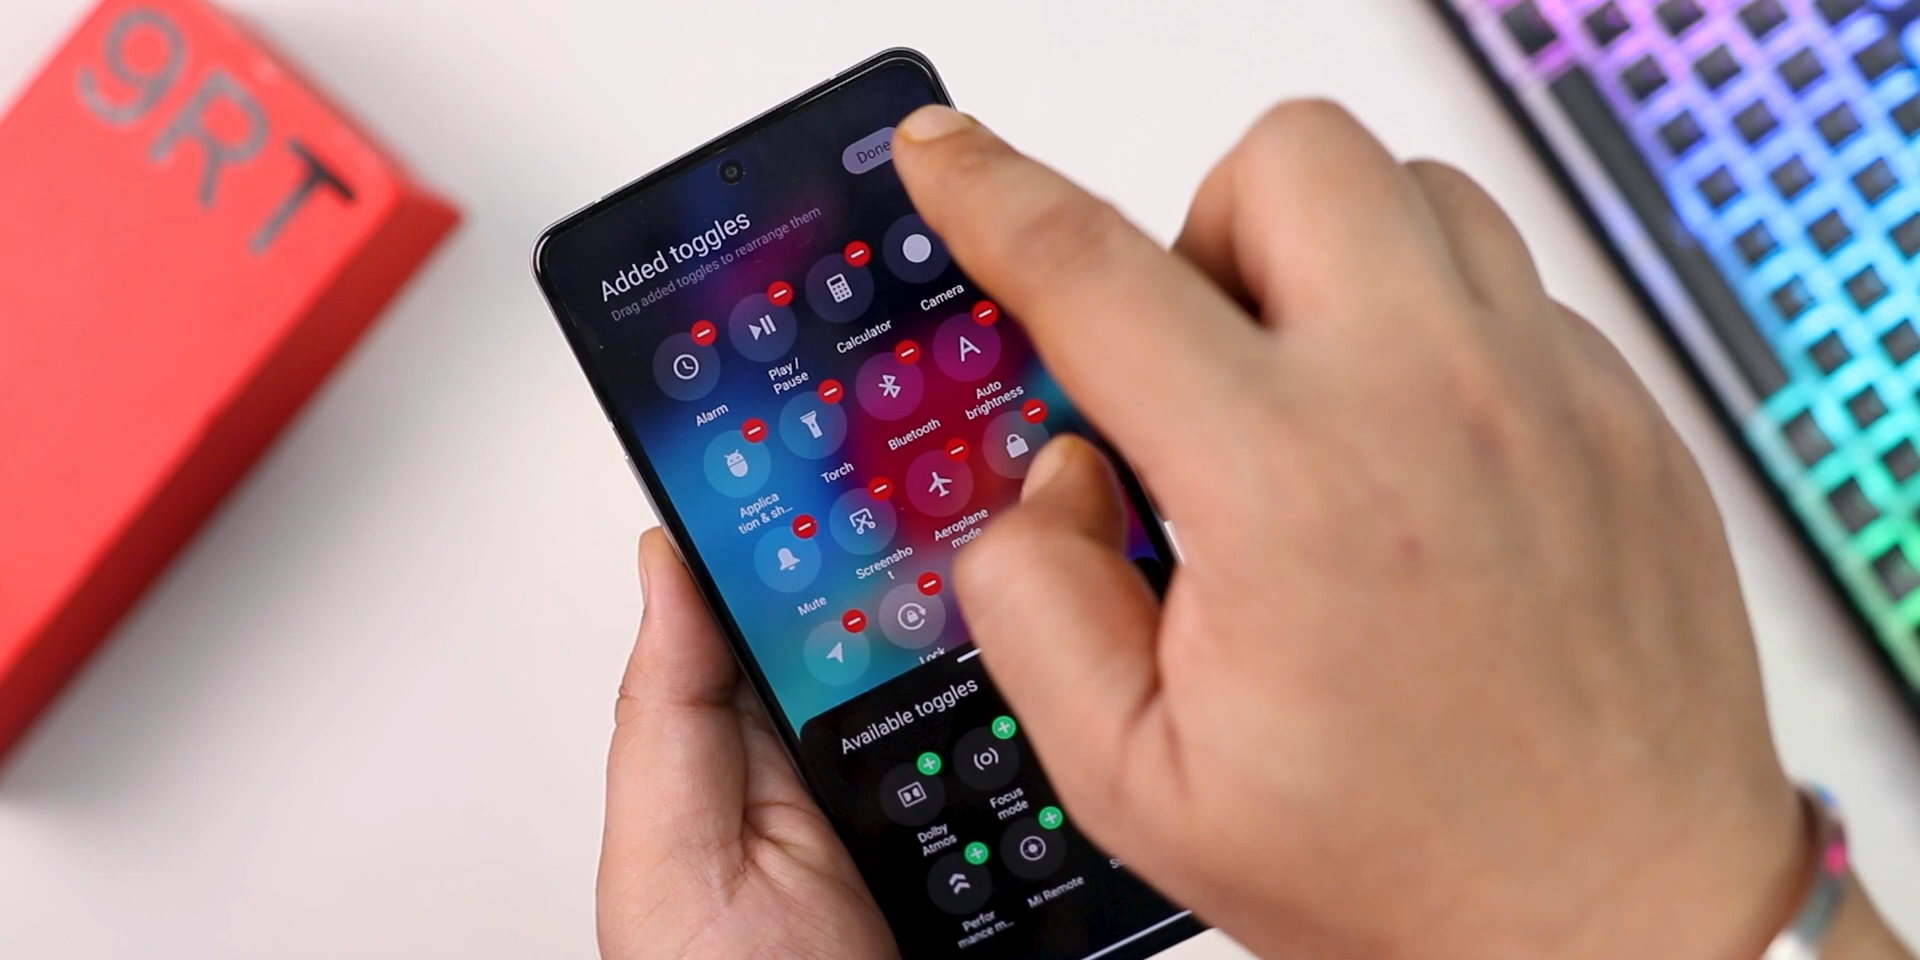 9RT
Done
Added toggles
Drag added toggles to rearrange them
Alarm
Play /
Pause
Calculator
Camera
Applica
tion & sh...
Torch
Bluetooth
Auto
brightness
Mute
Screensho
t
Aeroplane
mode
Lock
Available toggles
Dolby
Atmos
Focus
mode
Perfor
mance m...
Mi Remote